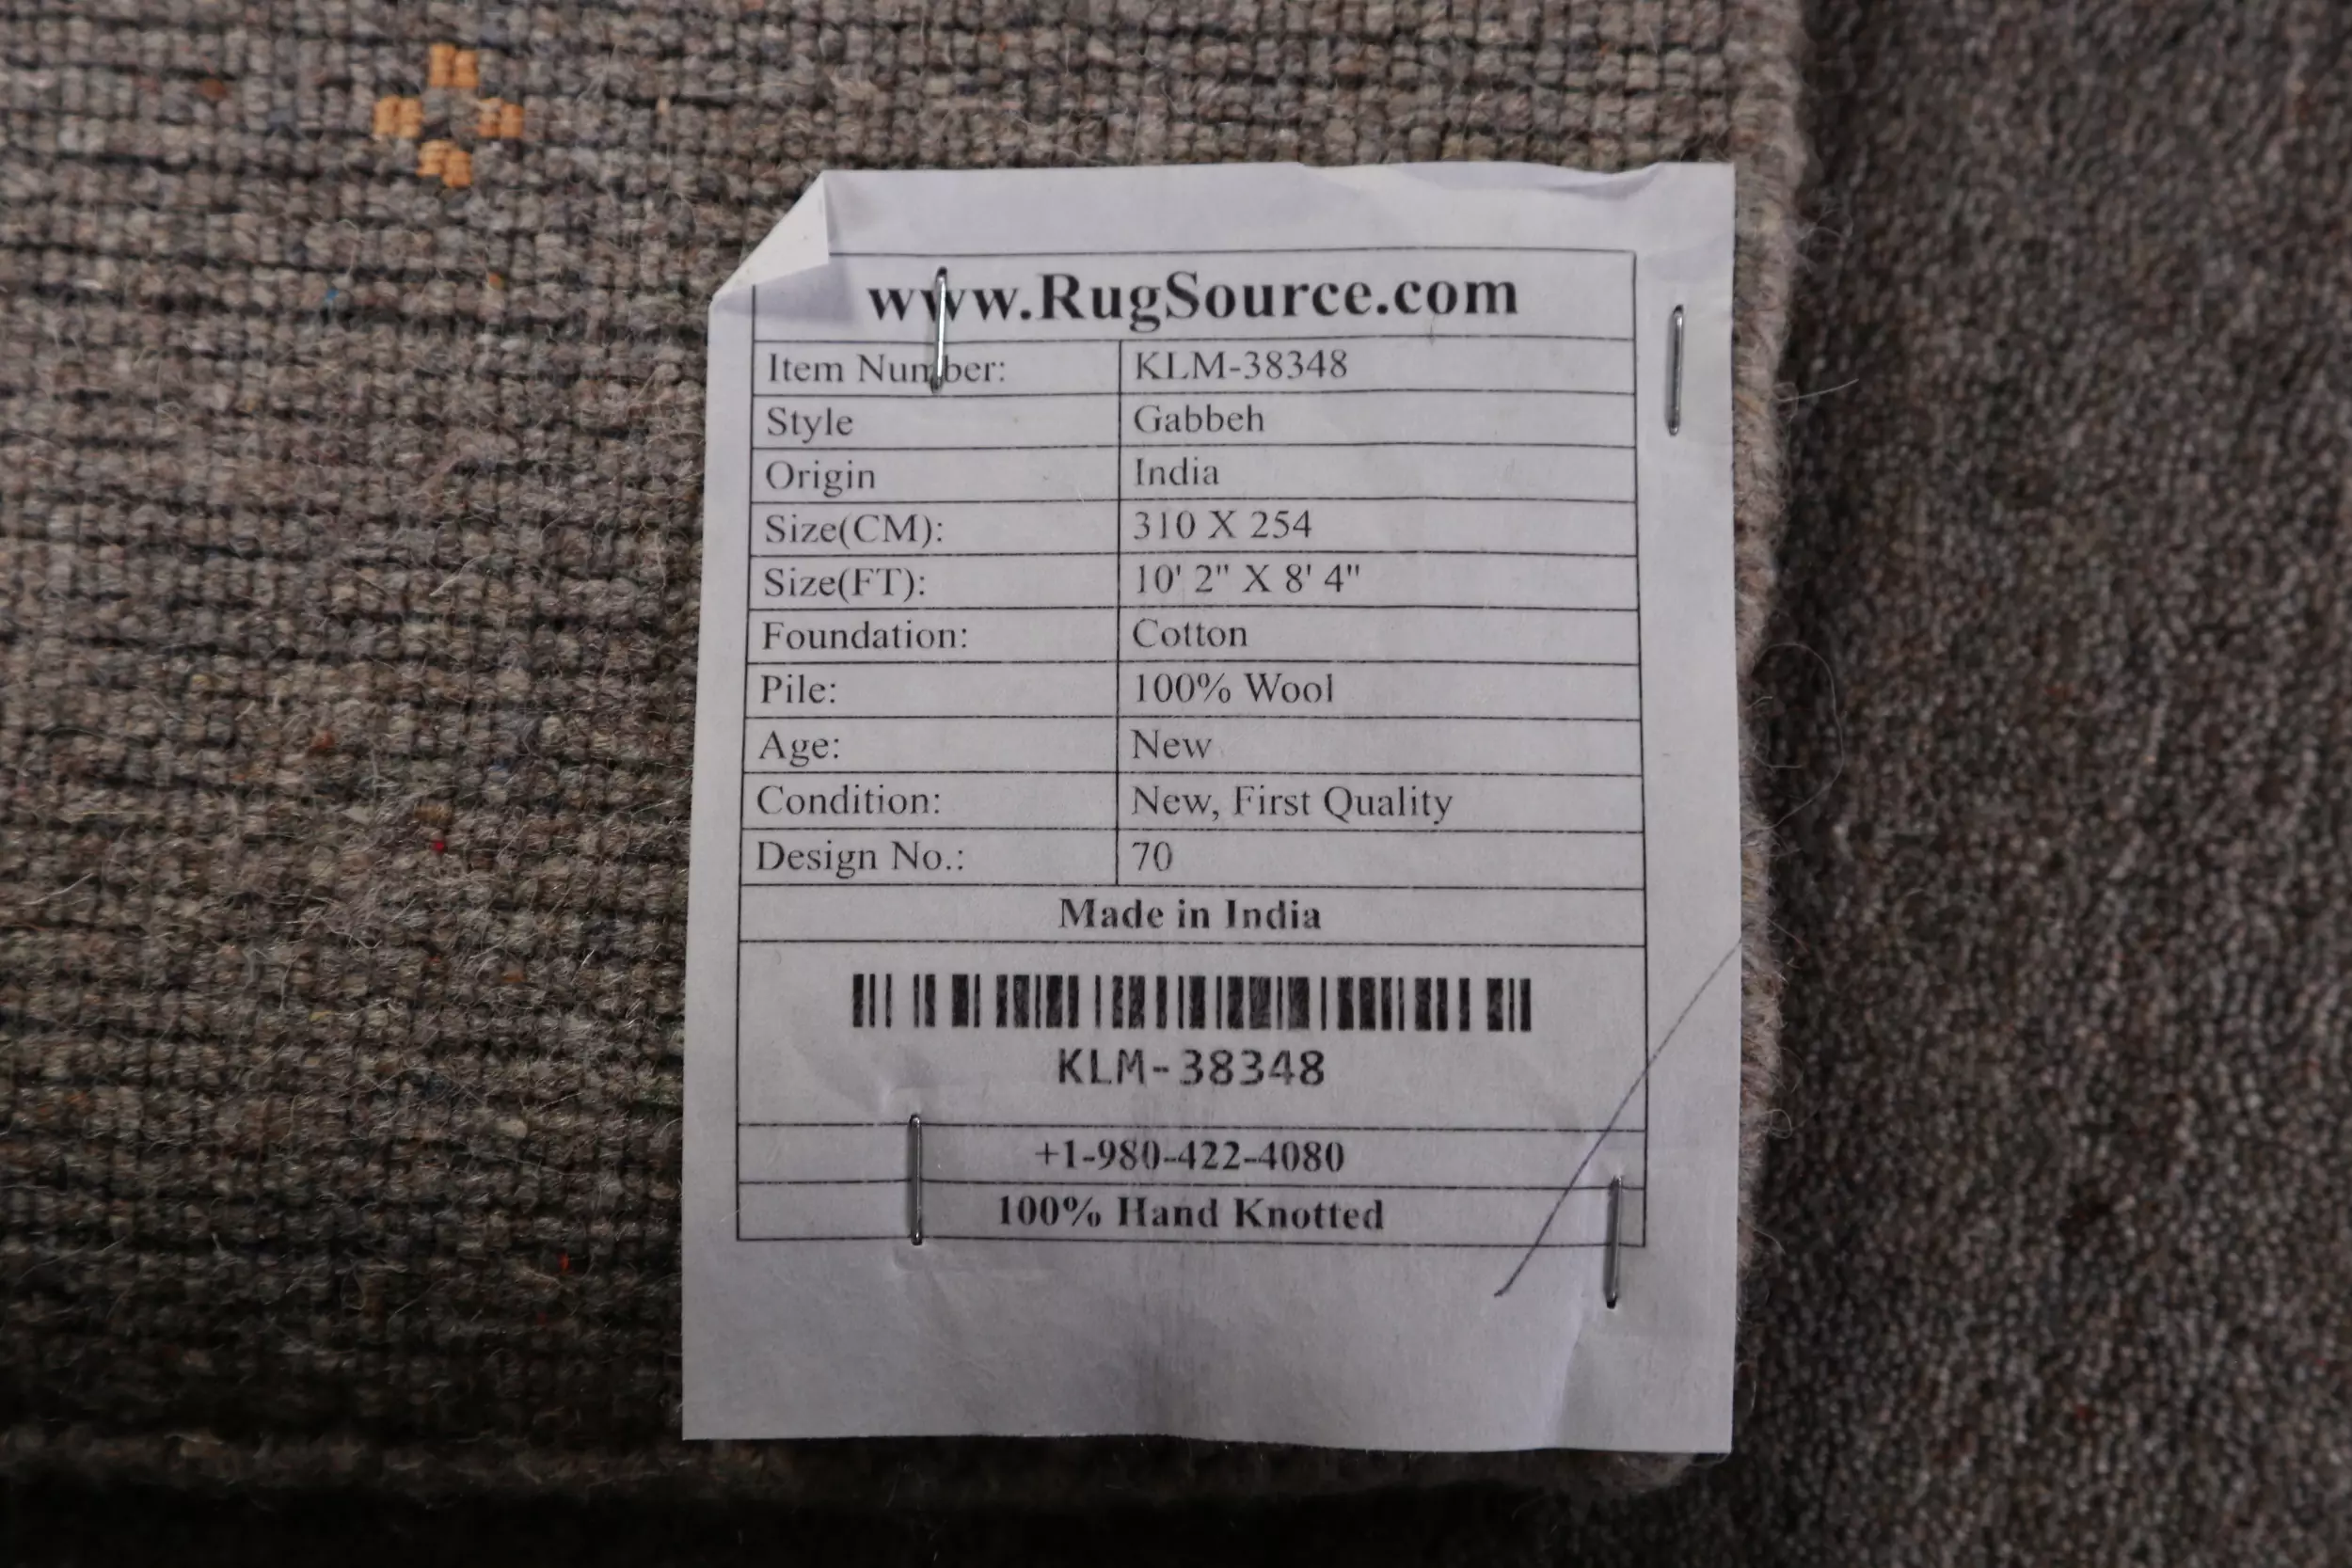 www.RugSource.com
Item Number: KLM-38348
Style Gabbeh
Origin India
Size(CM): 310 X 254
Size(FT): 10' 2" X 8' 4"
Foundation: Cotton
Pile: 100% Wool
Age: New
Condition: New, First Quality
Design No.: 70
Made in India
KLM-38348
+1-980-422-4080
100% Hand Knotted